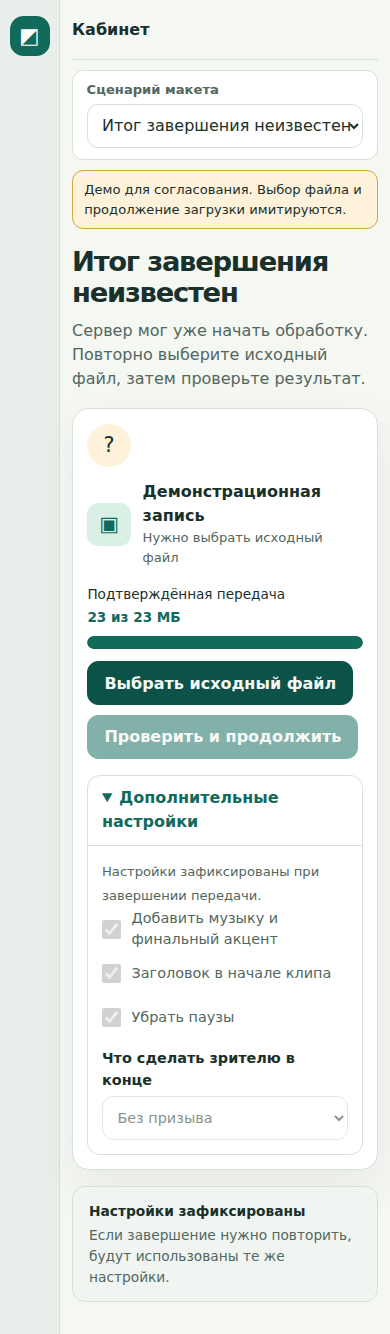 Кабинет
Сценарий макета
Итог завершения неизвестен
Демо для согласования. Выбор файла и
продолжение загрузки имитируются.
Итог завершения
неизвестен
Сервер мог уже начать обработку.
Повторно выберите исходный
файл, затем проверьте результат.
?
Демонстрационная
запись
Нужно выбрать исходный
файл
Подтверждённая передача
23 из 23 МБ
Выбрать исходный файл
Проверить и продолжить
▼ Дополнительные
настройки
Настройки зафиксированы при
завершении передачи.
Добавить музыку и
финальный акцент
Заголовок в начале клипа
Убрать паузы
Что сделать зрителю в
конце
Без призыва
Настройки зафиксированы
Если завершение нужно повторить,
будут использованы те же
настройки.